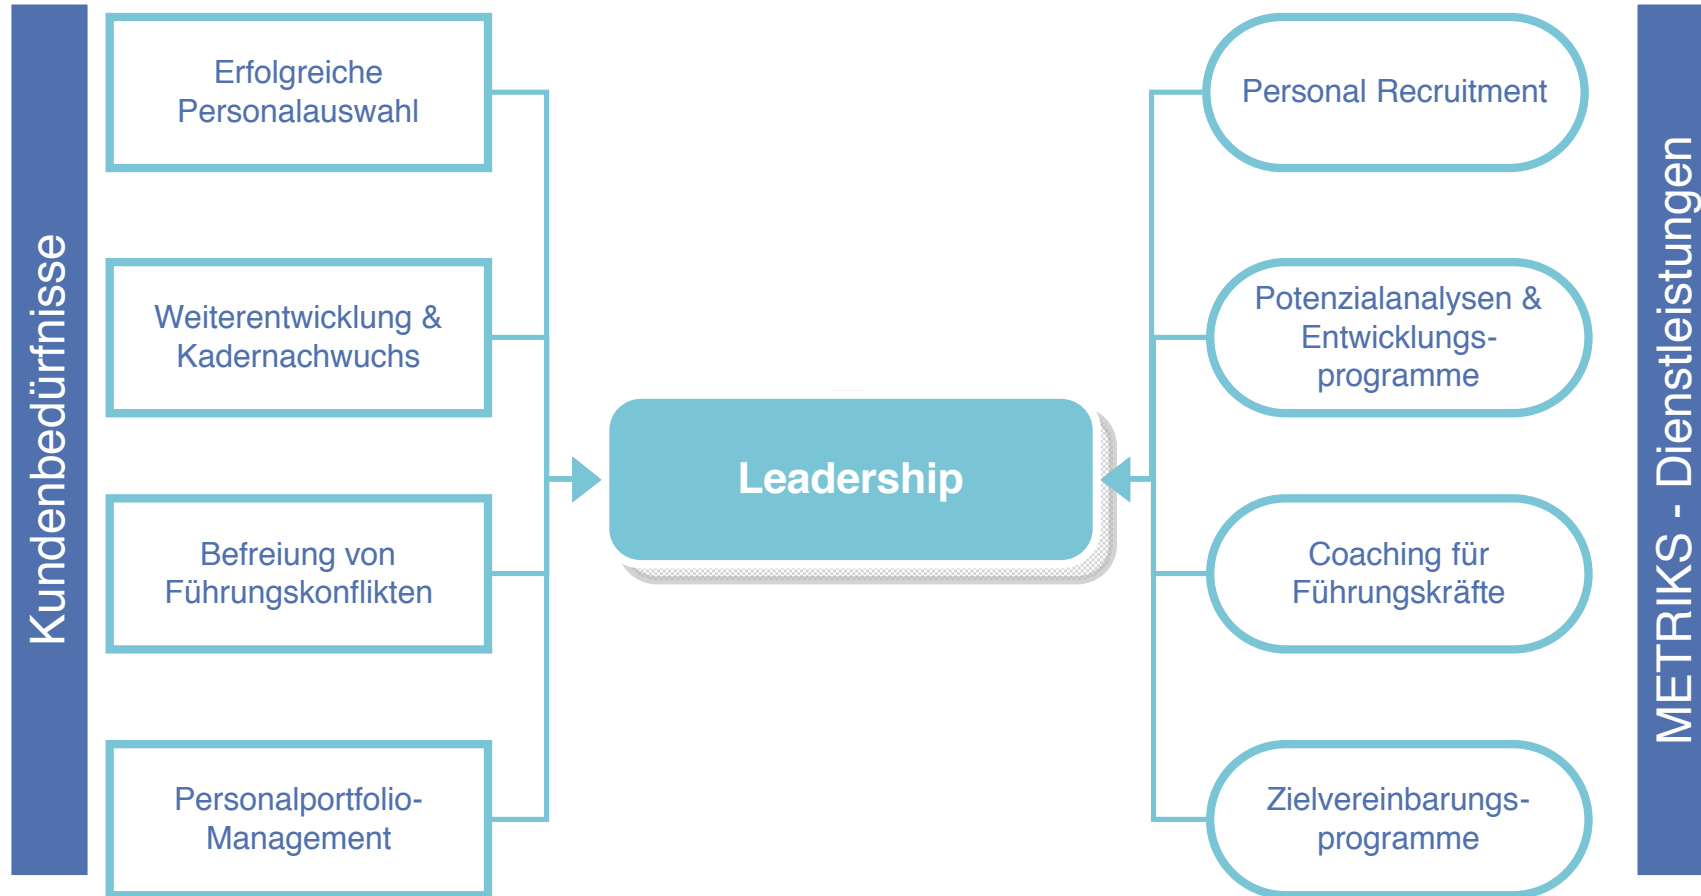 Kundenbedürfnisse
Erfolgreiche
Personalauswahl
Weiterentwicklung &
Kadernachwuchs
Befreiung von
Führungskonflikten
Personalportfolio-
Management
Leadership
Personal Recruitment
Potenzialanalysen &
Entwicklungs-
programme
Coaching für
Führungskräfte
Zielvereinbarungs-
programme
METRIKS - Dienstleistungen